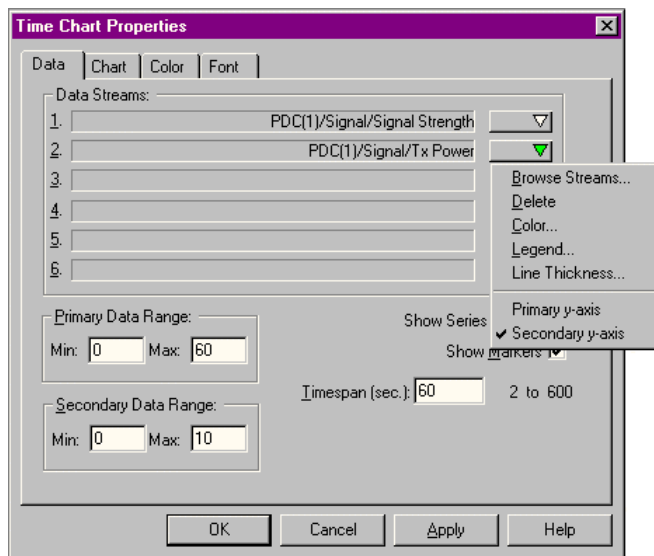 Time Chart Properties
Data Chart Color Font
Data Streams:
1. PDC(1)/Signal/Signal Strength
2. PDC(1)/Signal/Tx Power
3.
4.
5.
6.
Browse Streams...
Delete
Color...
Legend...
Line Thickness...
Primary y-axis
Secondary y-axis
Primary Data Range:
Min: 0 Max: 60
Show Series
Show Markers
Timespan (sec.): 60 2 to 600
Secondary Data Range:
Min: 0 Max: 10
OK Cancel Apply Help